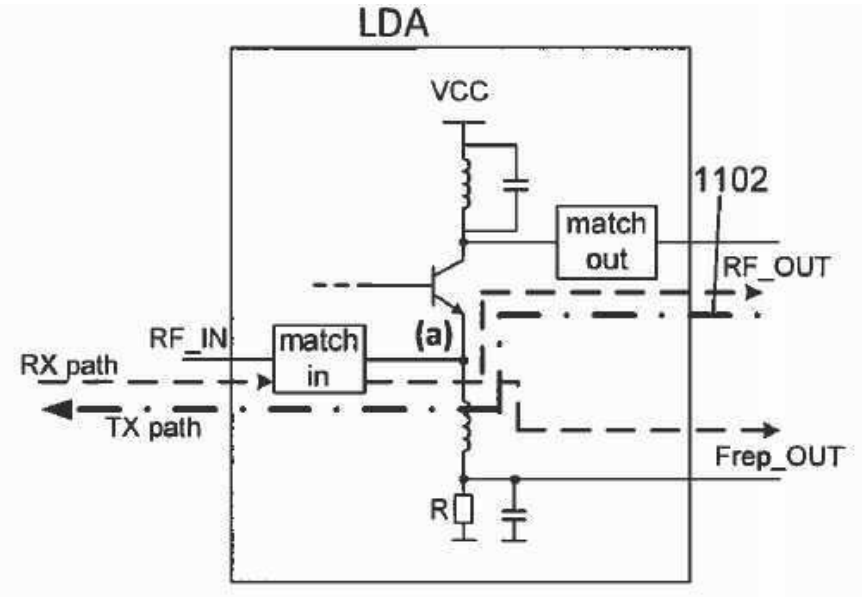 LDA
VCC
1102
match
out
RF_OUT
(a)
RF_IN
match
in
RX path
TX path
Frep_OUT
R